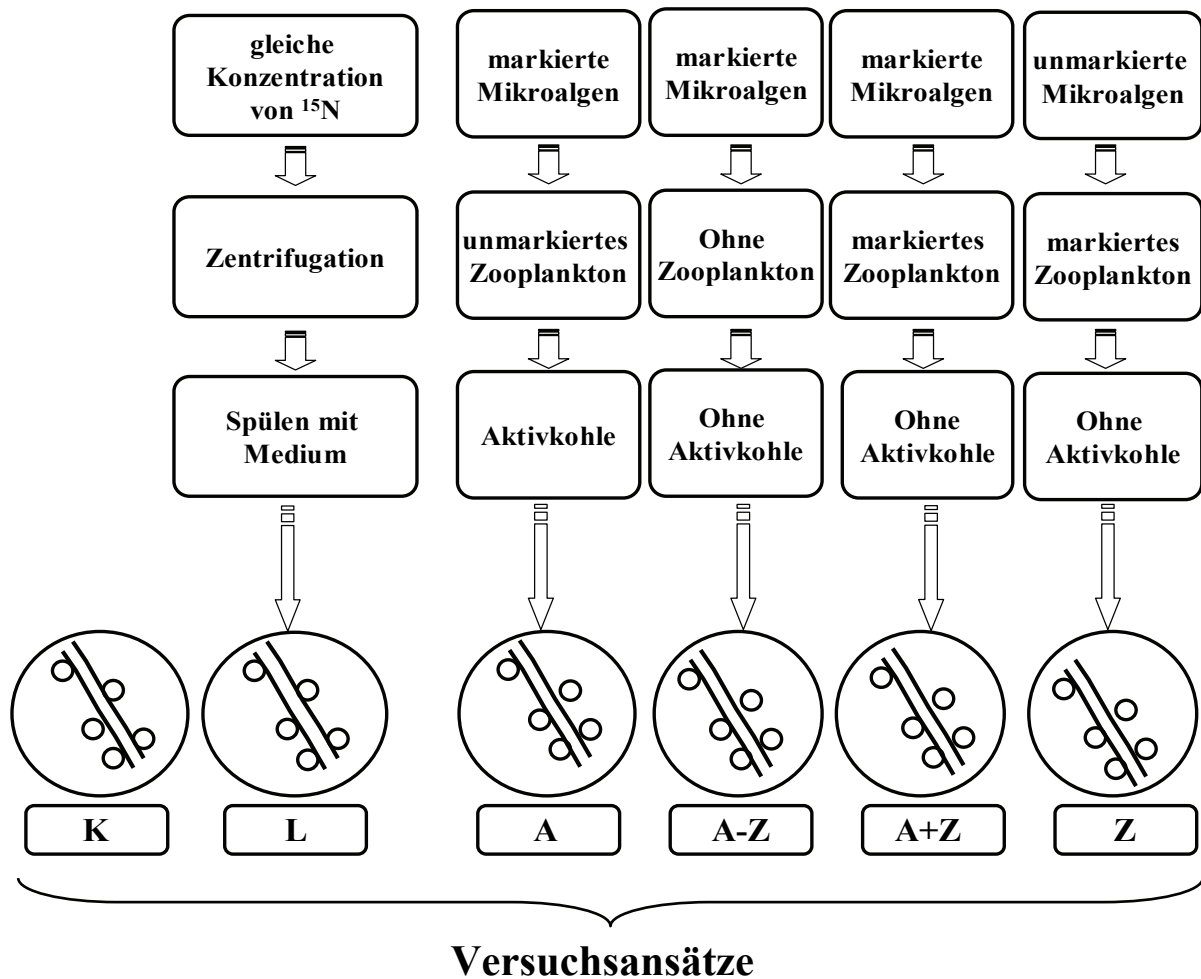 gleiche
Konzentration
von ¹⁵N
markierte
Mikroalgen
markierte
Mikroalgen
markierte
Mikroalgen
unmarkierte
Mikroalgen
Zentrifugation
unmarkiertes
Zooplankton
Ohne
Zooplankton
markiertes
Zooplankton
markiertes
Zooplankton
Spülen mit
Medium
Aktivkohle
Ohne
Aktivkohle
Ohne
Aktivkohle
Ohne
Aktivkohle
K
L
A
A-Z
A+Z
Z
Versuchsansätze